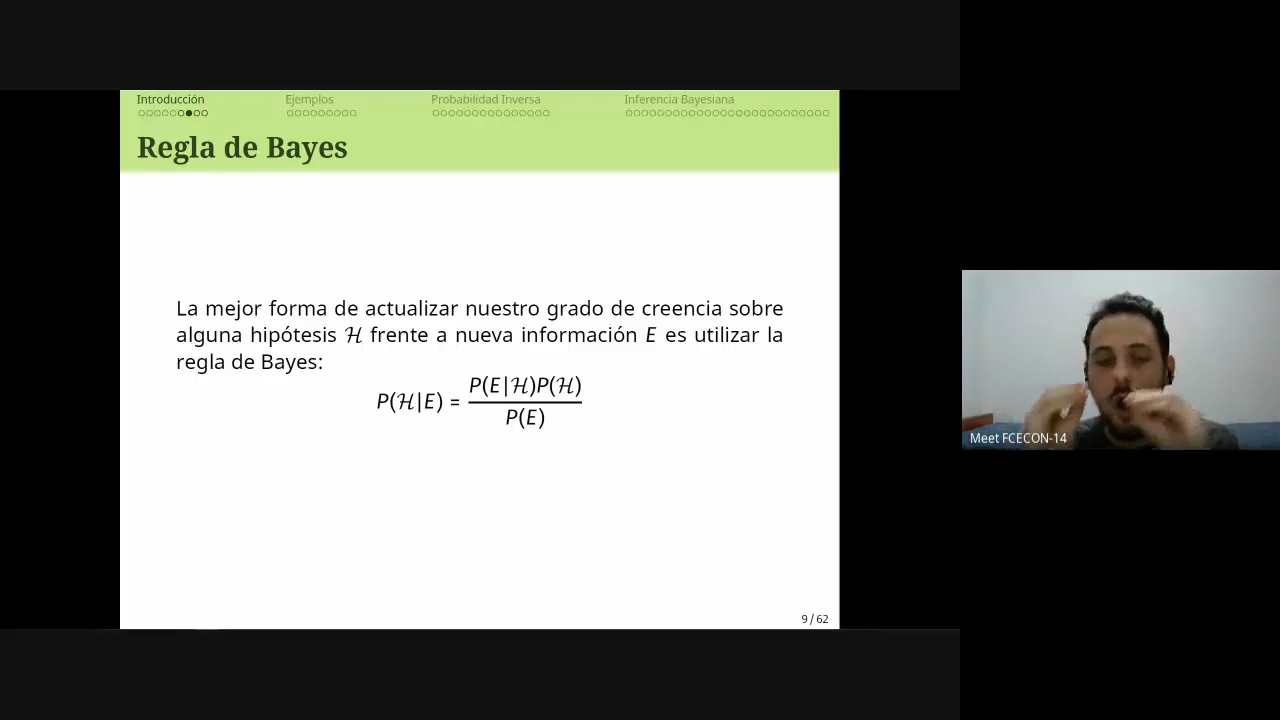 Introducción Ejemplos Probabilidad Inversa Inferencia Bayesiana
Regla de Bayes
La mejor forma de actualizar nuestro grado de creencia sobre
alguna hipótesis ℋ frente a nueva información E es utilizar la
regla de Bayes:
P(ℋ|E) = P(E|ℋ)P(ℋ) / P(E)
9 / 62
Meet FCECON-14